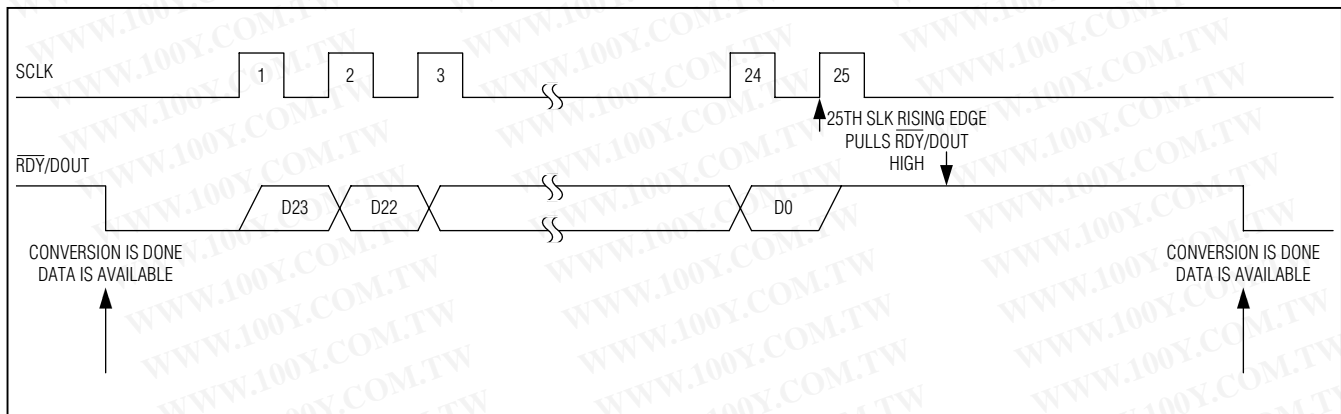 SCLK
1
2
3
24
25
25TH SLK RISING EDGE
PULLS RDY/DOUT
HIGH
RDY/DOUT
D23
D22
D0
CONVERSION IS DONE
DATA IS AVAILABLE
CONVERSION IS DONE
DATA IS AVAILABLE
WWW.100Y.COM.TW